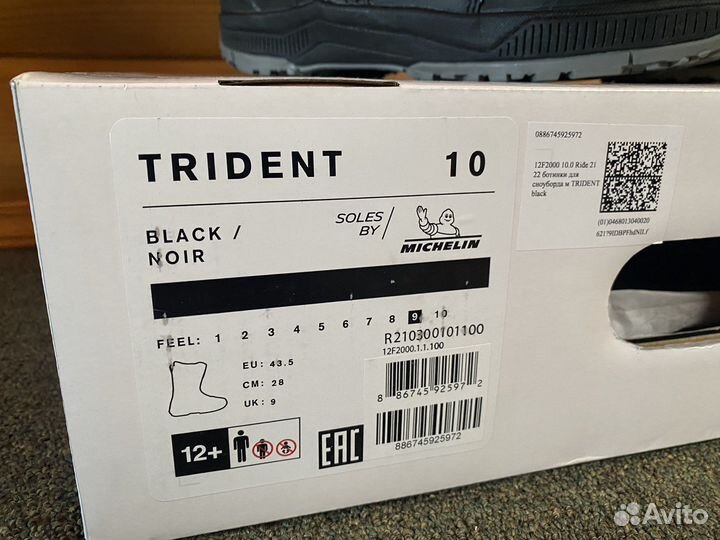 TRIDENT 10
BLACK /
NOIR
SOLES
BY
MICHELIN
FEEL: 1 2 3 4 5 6 7 8 9 10
EU: 43.5
CM: 28
UK: 9
12+
EAC
R210300101100
12F2000.1.1.100
8 86745 92597 2
886745925972
0886745925972
12F2000 10.0 Ride 21
22 ботинки для
сноуборда м TRIDENT
black
(01)0468013040020
Avito